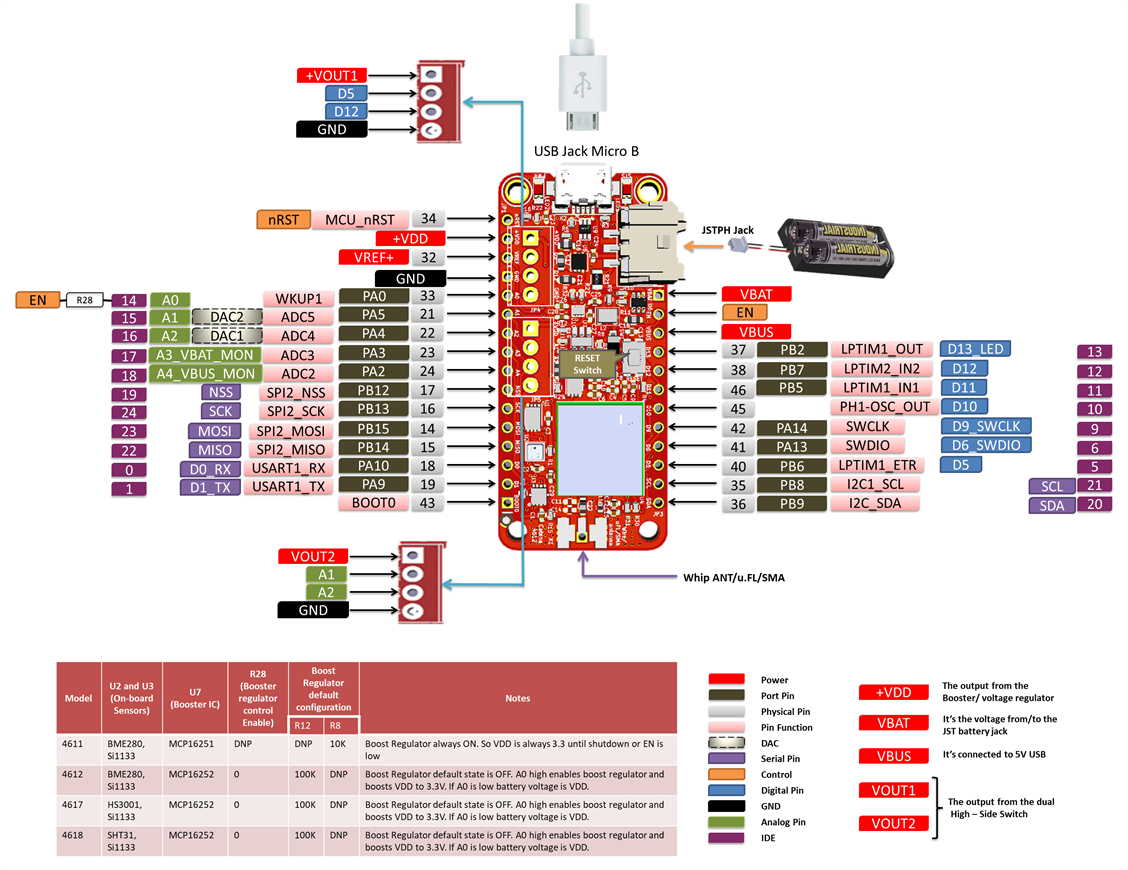 +VOUT1
D5
D12
GND
USB Jack Micro B
nRST MCU_nRST 34
+VDD
VREF+ 32
GND
EN R28 14 A0 WKUP1 PA0 33
15 A1 DAC2 ADC5 PA5 21
16 A2 DAC1 ADC4 PA4 22
17 A3_VBAT_MON ADC3 PA3 23
18 A4_VBUS_MON ADC2 PA2 24
19 NSS SPI2_NSS PB12 17
24 SCK SPI2_SCK PB13 16
23 MOSI SPI2_MOSI PB15 14
22 MISO SPI2_MISO PB14 15
0 D0_RX USART1_RX PA10 18
1 D1_TX USART1_TX PA9 19
BOOT0 43
RESET
Switch
JSTPH Jack
INDUSTRIAL
INDUSTRIAL
VBAT
EN
VBUS
37 PB2 LPTIM1_OUT D13_LED 13
38 PB7 LPTIM2_IN2 D12 12
46 PB5 LPTIM1_IN1 D11 11
45 PH1-OSC_OUT D10 10
42 PA14 SWCLK D9_SWCLK 9
41 PA13 SWDIO D6_SWDIO 6
40 PB6 LPTIM1_ETR D5 5
35 PB8 I2C1_SCL SCL 21
36 PB9 I2C_SDA SDA 20
VOUT2
A1
A2
GND
Whip ANT/u.FL/SMA
Model
U2 and U3
(On-board
Sensors)
U7
(Booster IC)
R28
(Booster
regulator
control
Enable)
Boost
Regulator
default
configuration
R12 R8
Notes
4611 BME280, Si1133 MCP16251 DNP DNP 10K Boost Regulator always ON. So VDD is always 3.3 until shutdown or EN is
low
4612 BME280, Si1133 MCP16252 0 100K DNP Boost Regulator default state is OFF. A0 high enables boost regulator and
boosts VDD to 3.3V. If A0 is low battery voltage is VDD.
4617 HS3001, Si1133 MCP16252 0 100K DNP Boost Regulator default state is OFF. A0 high enables boost regulator and
boosts VDD to 3.3V. If A0 is low battery voltage is VDD.
4618 SHT31, Si1133 MCP16252 0 100K DNP Boost Regulator default state is OFF. A0 high enables boost regulator and
boosts VDD to 3.3V. If A0 is low battery voltage is VDD.
Power
Port Pin
Physical Pin
Pin Function
DAC
Serial Pin
Control
Digital Pin
GND
Analog Pin
IDE
+VDD The output from the
Booster/ voltage regulator
VBAT It's the voltage from/to the
JST battery jack
VBUS It's connected to 5V USB
VOUT1
VOUT2
The output from the dual
High – Side Switch